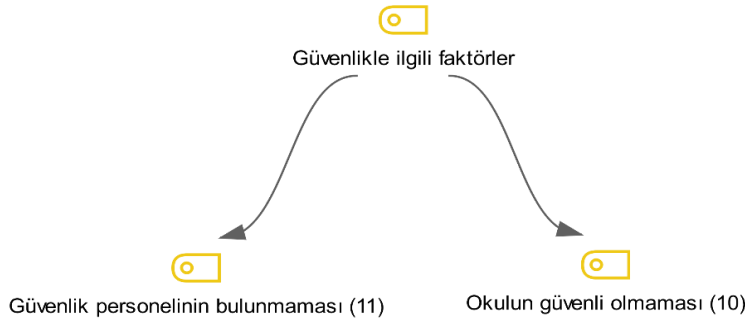 Güvenlikle ilgili faktörler
Güvenlik personelinin bulunmaması (11)
Okulun güvenli olmaması (10)